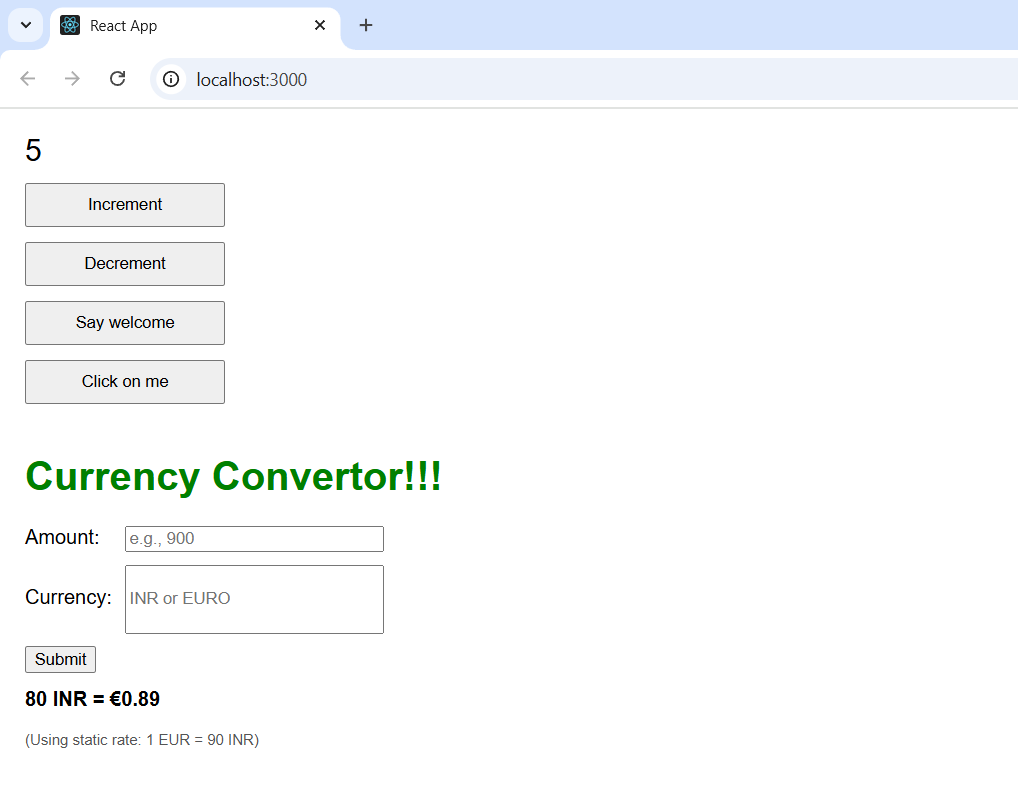 React App
localhost:3000
5
Increment
Decrement
Say welcome
Click on me
Currency Convertor!!!
Amount: e.g., 900
Currency: INR or EURO
Submit
80 INR = €0.89
(Using static rate: 1 EUR = 90 INR)